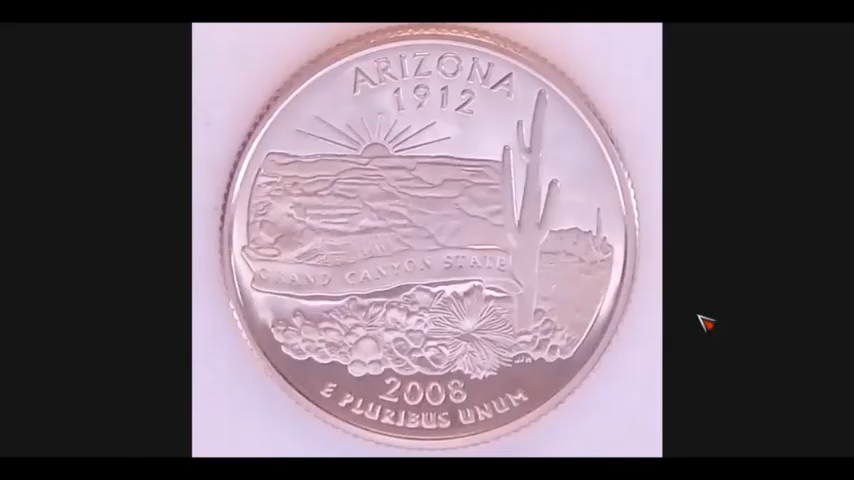 ARIZONA
1912
GRAND CANYON STATE
2008
E PLURIBUS UNUM